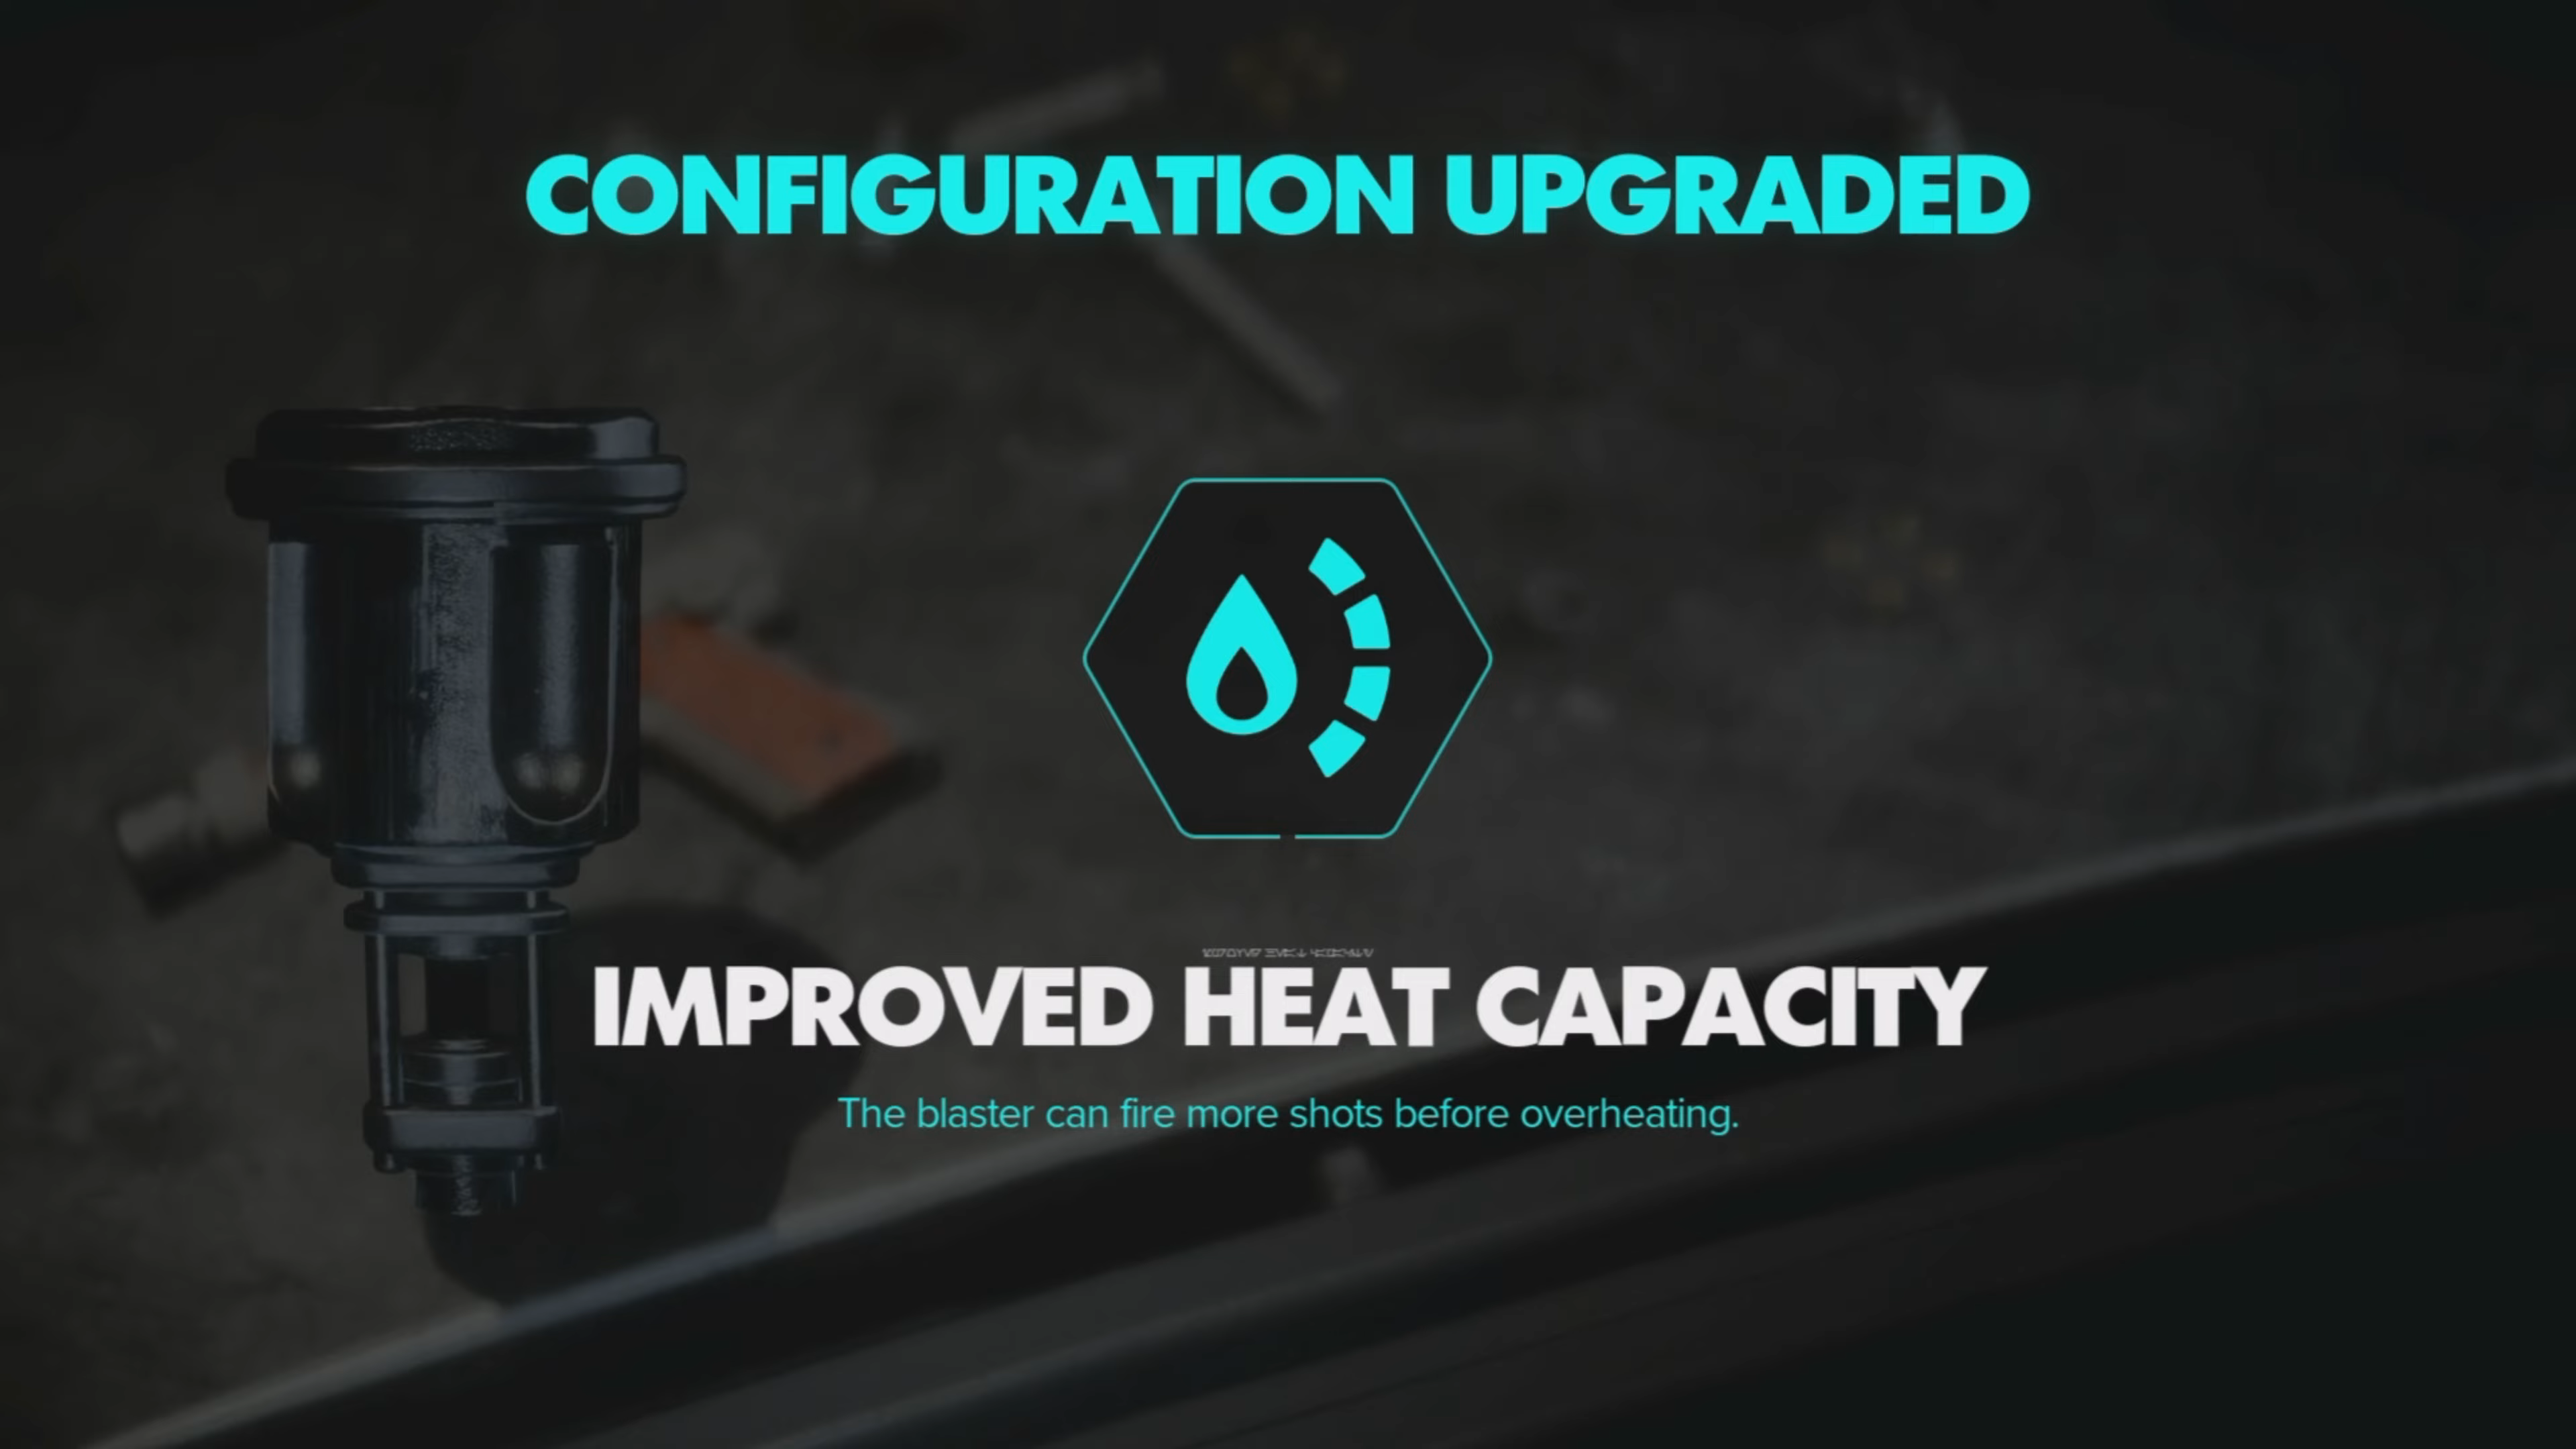 CONFIGURATION UPGRADED
IMPROVED HEAT CAPACITY
The blaster can fire more shots before overheating.